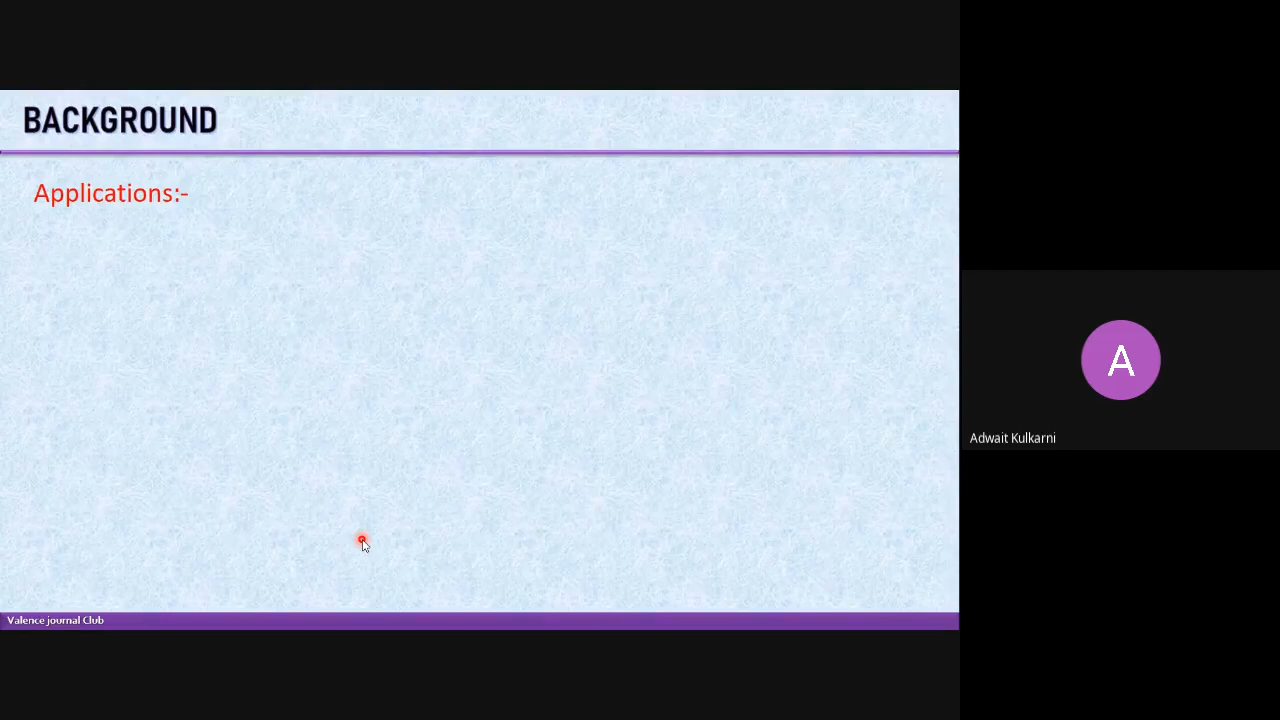 BACKGROUND
Applications:-
A
Adwait Kulkarni
Valence journal Club